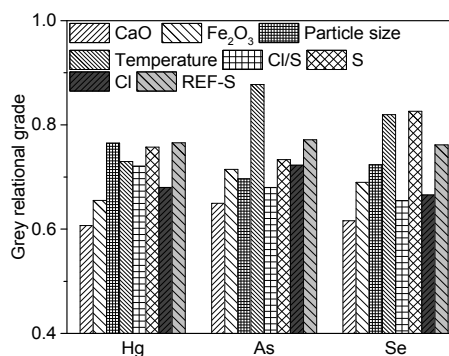 1.0
CaO Fe₂O₃ Particle size
Temperature Cl/S S
Cl REF-S
0.8
0.6
0.4
Grey relational grade
Hg As Se